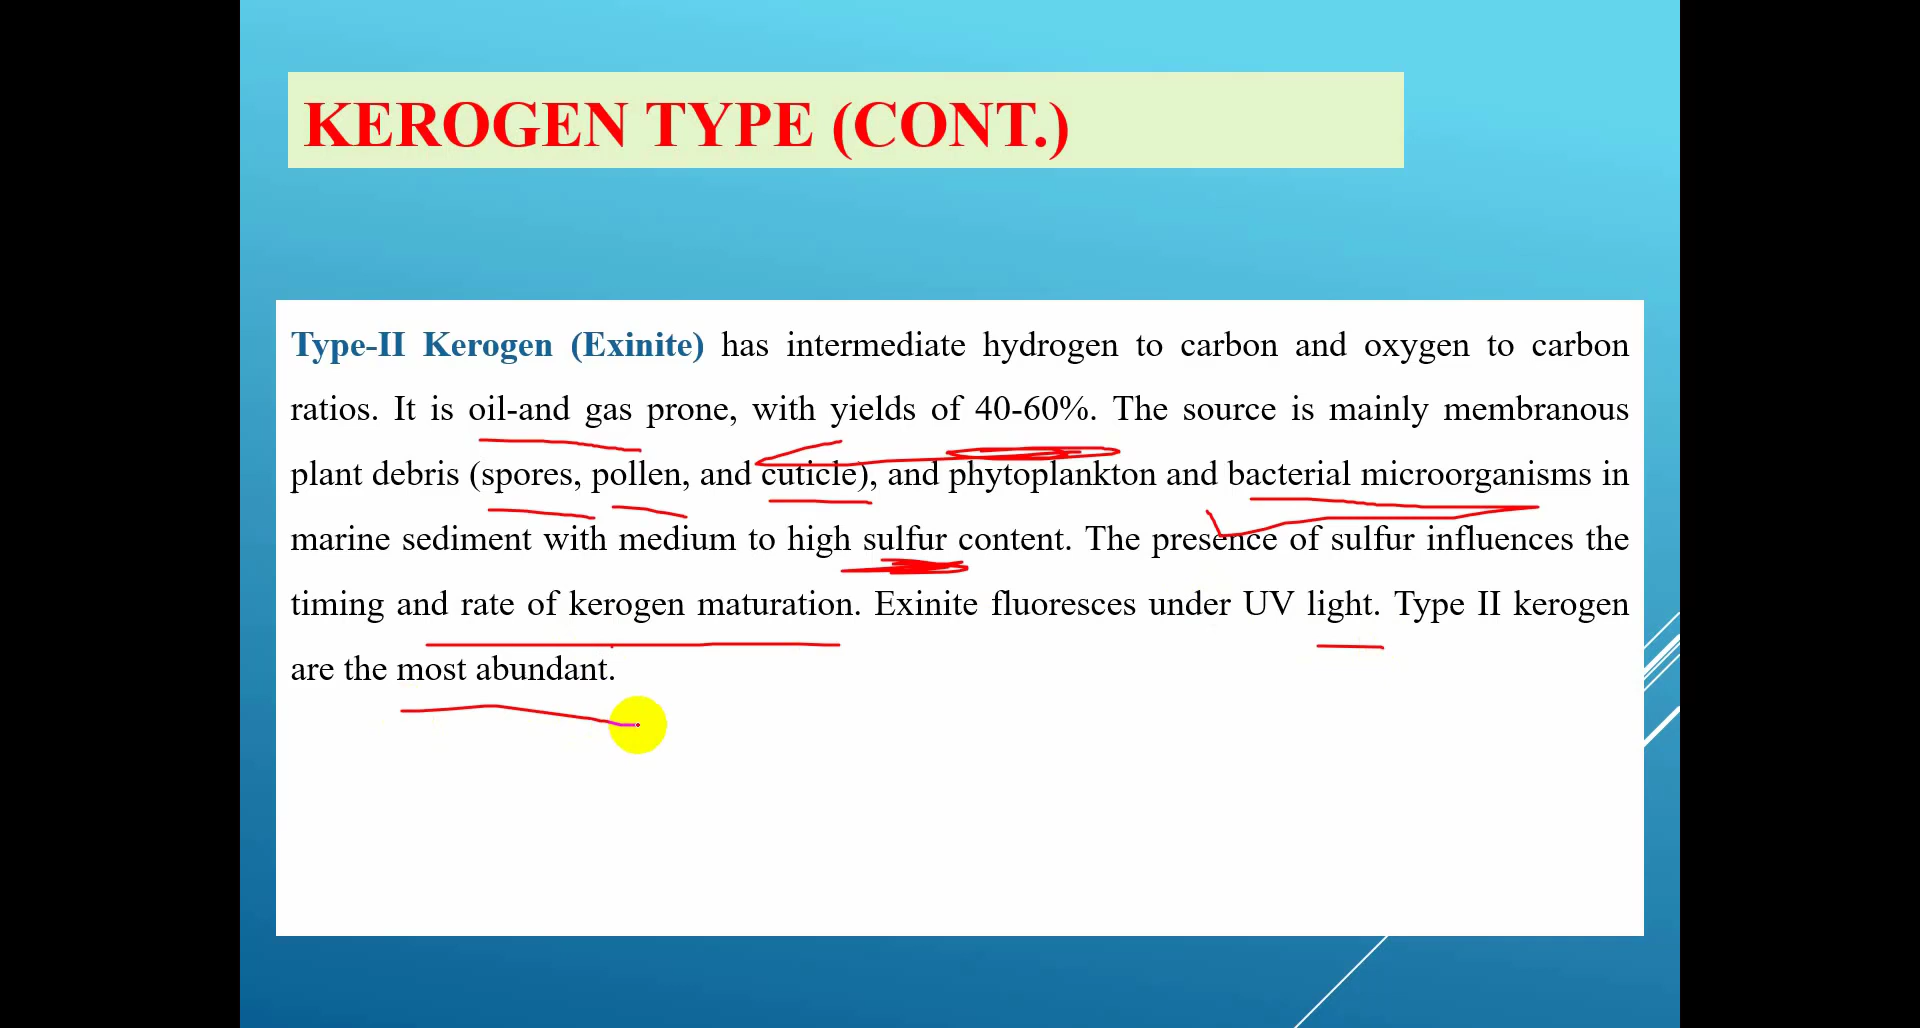 KEROGEN TYPE (CONT.)
Type-II Kerogen (Exinite) has intermediate hydrogen to carbon and oxygen to carbon
ratios. It is oil-and gas prone, with yields of 40-60%. The source is mainly membranous
plant debris (spores, pollen, and cuticle), and phytoplankton and bacterial microorganisms in
marine sediment with medium to high sulfur content. The presence of sulfur influences the
timing and rate of kerogen maturation. Exinite fluoresces under UV light. Type II kerogen
are the most abundant.